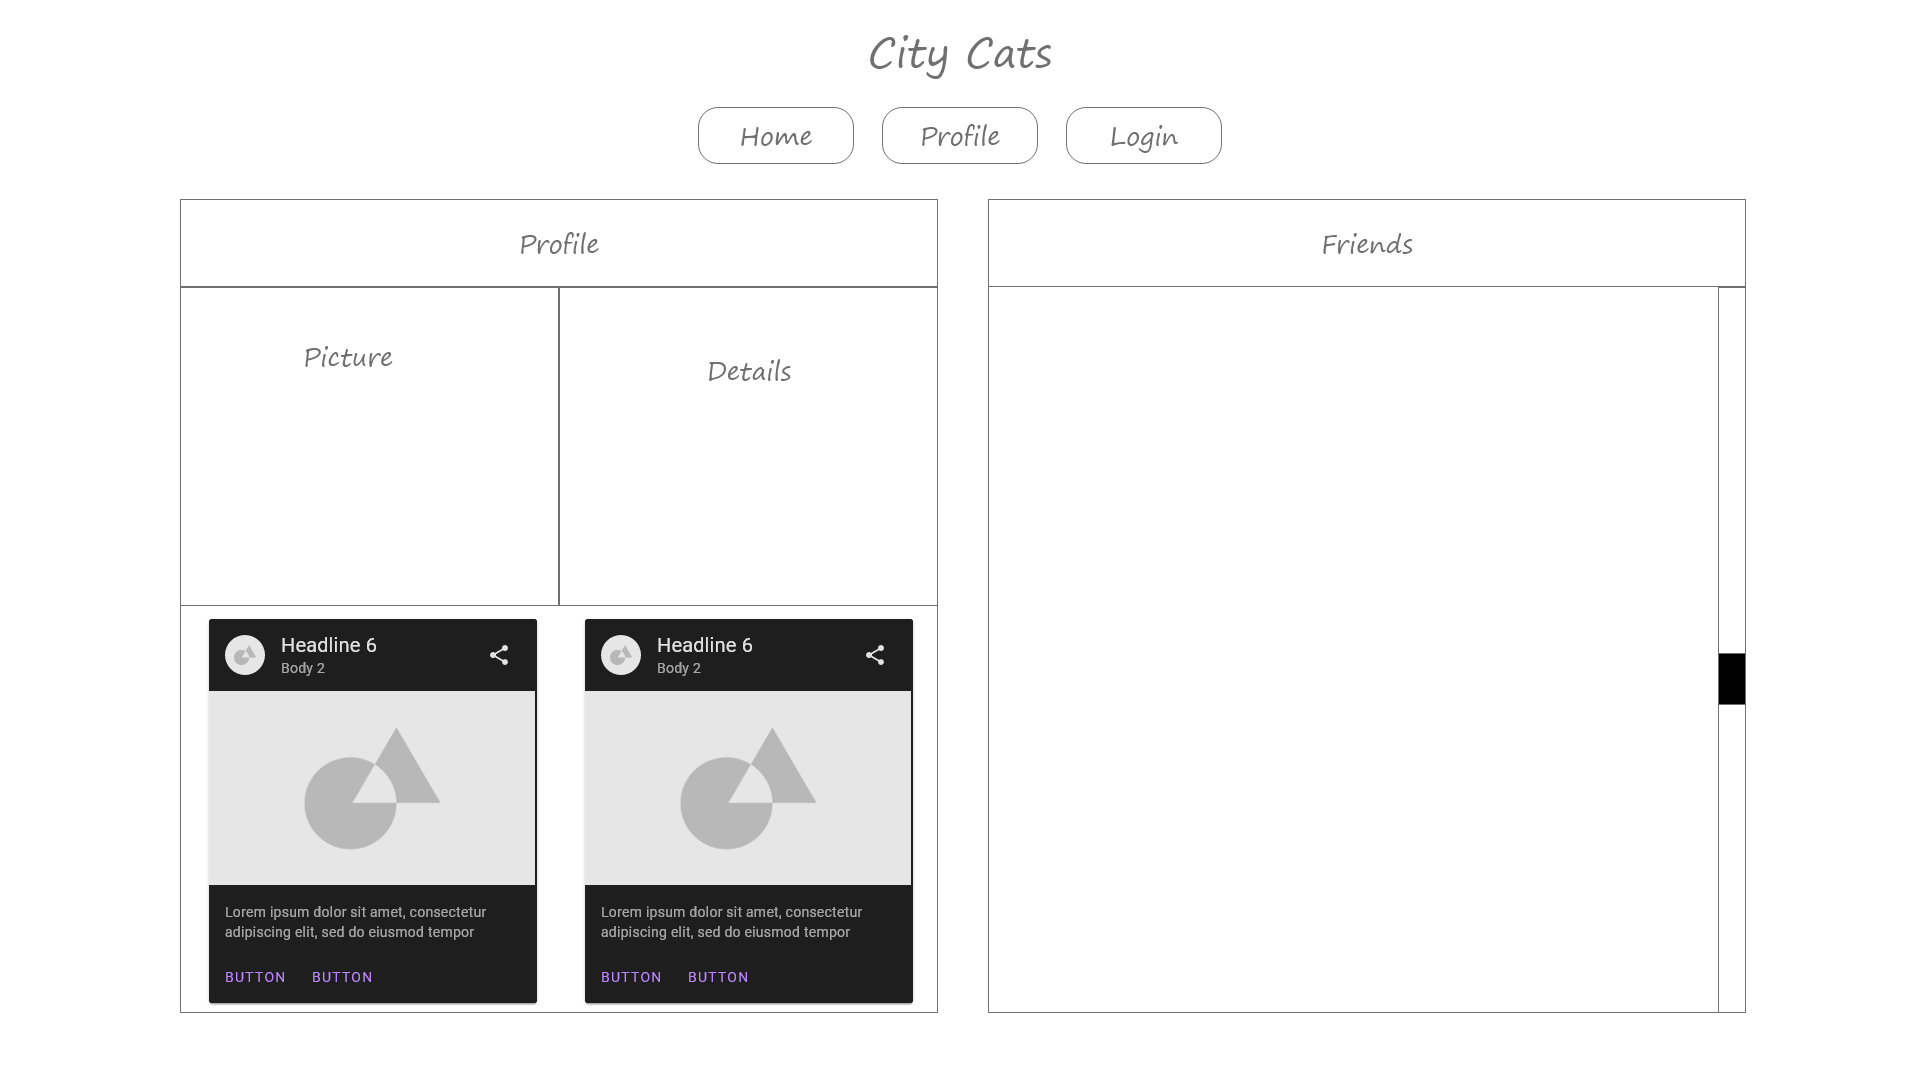 City Cats
Home
Profile
Login
Profile
Friends
Picture
Details
Headline 6
Body 2
Lorem ipsum dolor sit amet, consectetur
adipiscing elit, sed do eiusmod tempor
BUTTON BUTTON
Headline 6
Body 2
Lorem ipsum dolor sit amet, consectetur
adipiscing elit, sed do eiusmod tempor
BUTTON BUTTON